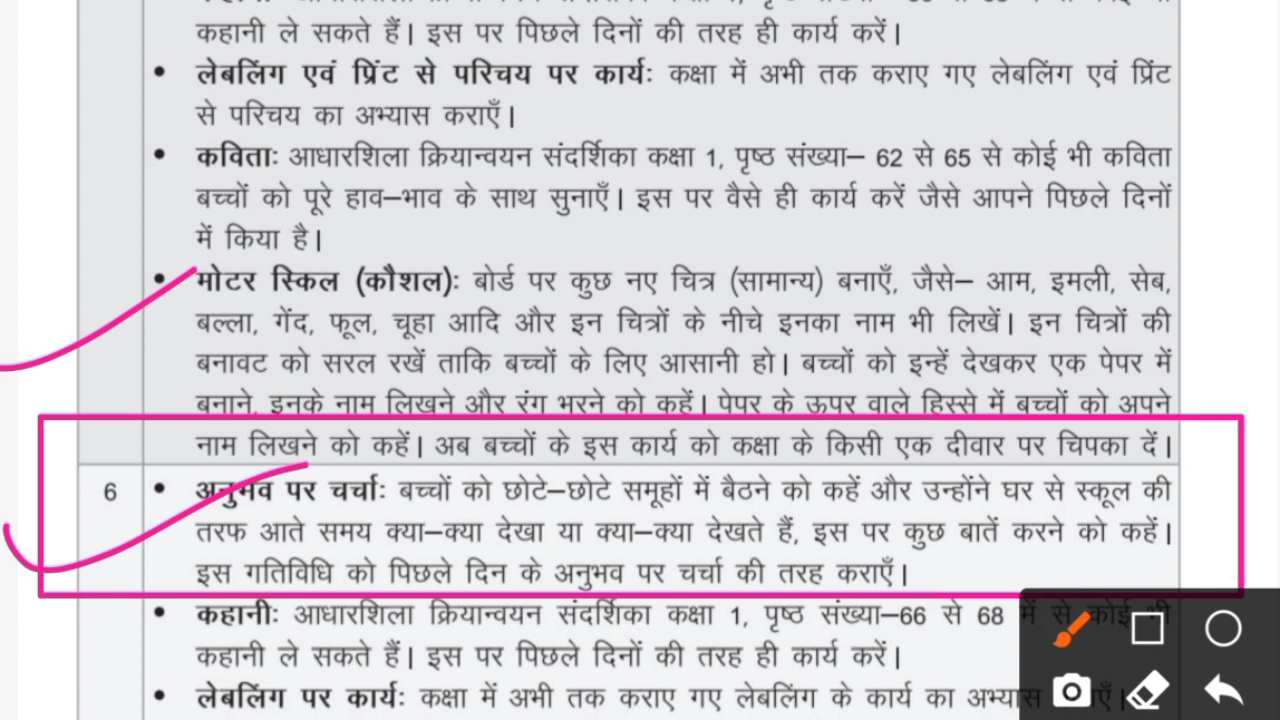 कहानी ले सकते हैं। इस पर पिछले दिनों की तरह ही कार्य करें।
• लेबलिंग एवं प्रिंट से परिचय पर कार्यः कक्षा में अभी तक कराए गए लेबलिंग एवं प्रिंट
से परिचय का अभ्यास कराएँ।
• कविताः आधारशिला क्रियान्वयन संदर्शिका कक्षा 1, पृष्ठ संख्या– 62 से 65 से कोई भी कविता
बच्चों को पूरे हाव–भाव के साथ सुनाएँ। इस पर वैसे ही कार्य करें जैसे आपने पिछले दिनों
में किया है।
• मोटर स्किल (कौशल): बोर्ड पर कुछ नए चित्र (सामान्य) बनाएँ, जैसे– आम, इमली, सेब,
बल्ला, गेंद, फूल, चूहा आदि और इन चित्रों के नीचे इनका नाम भी लिखें। इन चित्रों की
बनावट को सरल रखें ताकि बच्चों के लिए आसानी हो। बच्चों को इन्हें देखकर एक पेपर में
बनाने, इनके नाम लिखने और रंग भरने को कहें। पेपर के ऊपर वाले हिस्से में बच्चों को अपने
नाम लिखने को कहें। अब बच्चों के इस कार्य को कक्षा के किसी एक दीवार पर चिपका दें।
6 • अनुभव पर चर्चाः बच्चों को छोटे–छोटे समूहों में बैठने को कहें और उन्होंने घर से स्कूल की
तरफ आते समय क्या–क्या देखा या क्या–क्या देखते हैं, इस पर कुछ बातें करने को कहें।
इस गतिविधि को पिछले दिन के अनुभव पर चर्चा की तरह कराएँ।
• कहानीः आधारशिला क्रियान्वयन संदर्शिका कक्षा 1, पृष्ठ संख्या–66 से 68 में से कोई भी
कहानी ले सकते हैं। इस पर पिछले दिनों की तरह ही कार्य करें।
• लेबलिंग पर कार्यः कक्षा में अभी तक कराए गए लेबलिंग के कार्य का अभ्यास